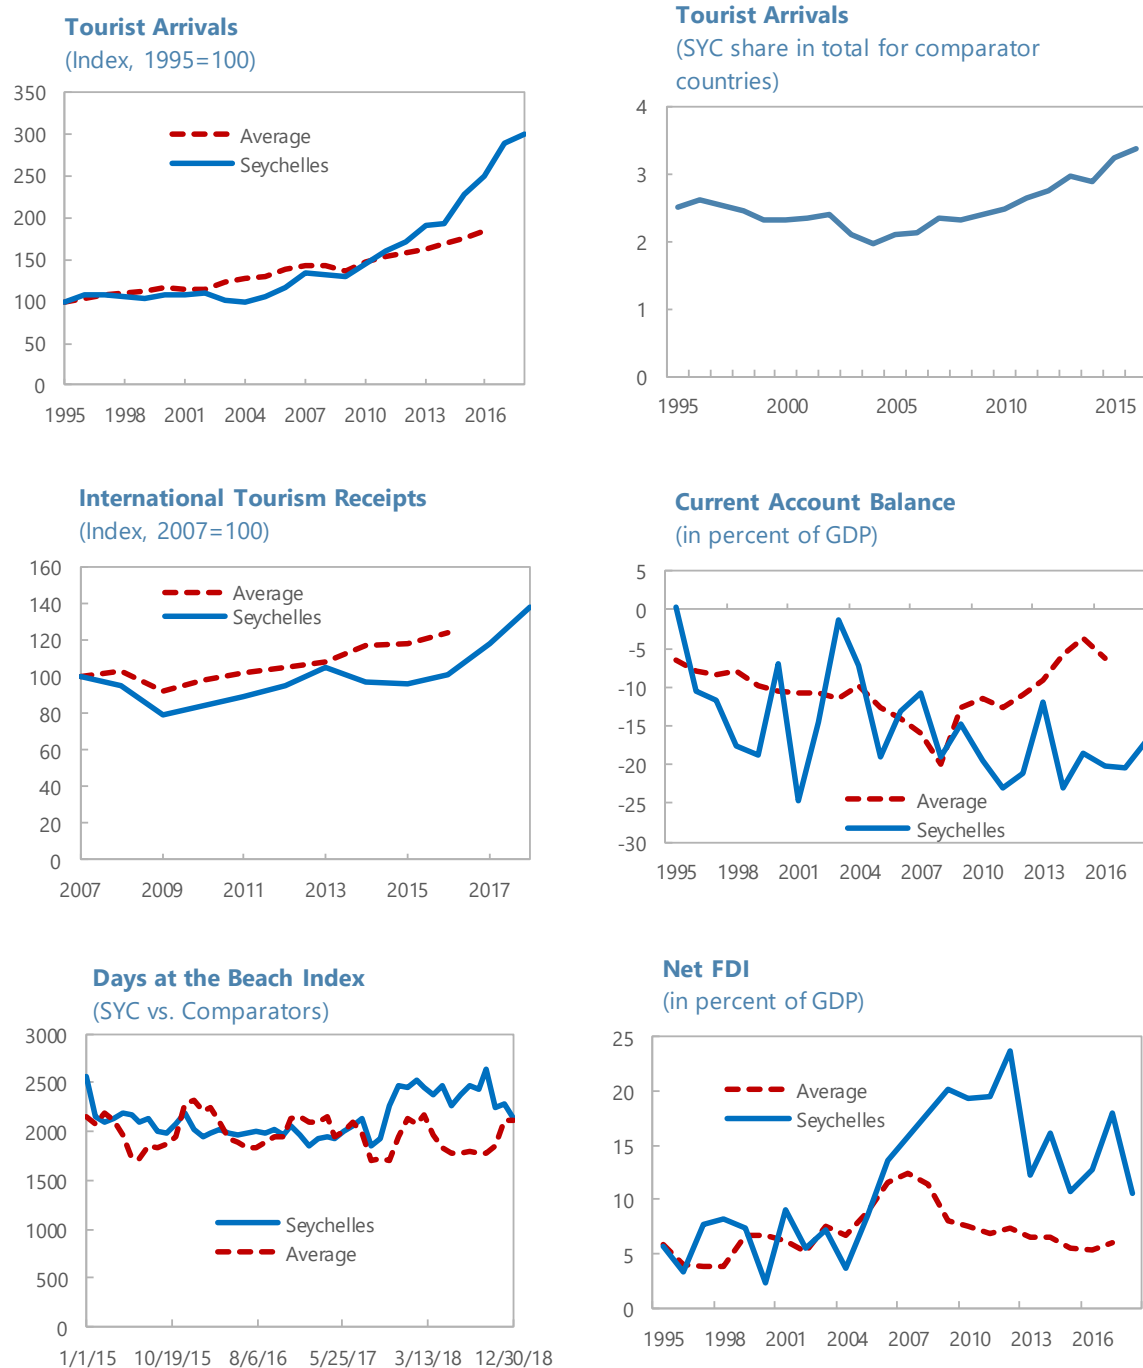 Tourist Arrivals
(Index, 1995=100)
350
300
250
200
150
100
50
0
Average
Seychelles
1995 1998 2001 2004 2007 2010 2013 2016
Tourist Arrivals
(SYC share in total for comparator
countries)
4
3
2
1
0
1995 2000 2005 2010 2015
International Tourism Receipts
(Index, 2007=100)
160
140
120
100
80
60
40
20
0
Average
Seychelles
2007 2009 2011 2013 2015 2017
Current Account Balance
(in percent of GDP)
5
0
-5
-10
-15
-20
-25
-30
Average
Seychelles
1995 1998 2001 2004 2007 2010 2013 2016
Days at the Beach Index
(SYC vs. Comparators)
3000
2500
2000
1500
1000
500
0
Seychelles
Average
1/1/15 10/19/15 8/6/16 5/25/17 3/13/18 12/30/18
Net FDI
(in percent of GDP)
25
20
15
10
5
0
Average
Seychelles
1995 1998 2001 2004 2007 2010 2013 2016